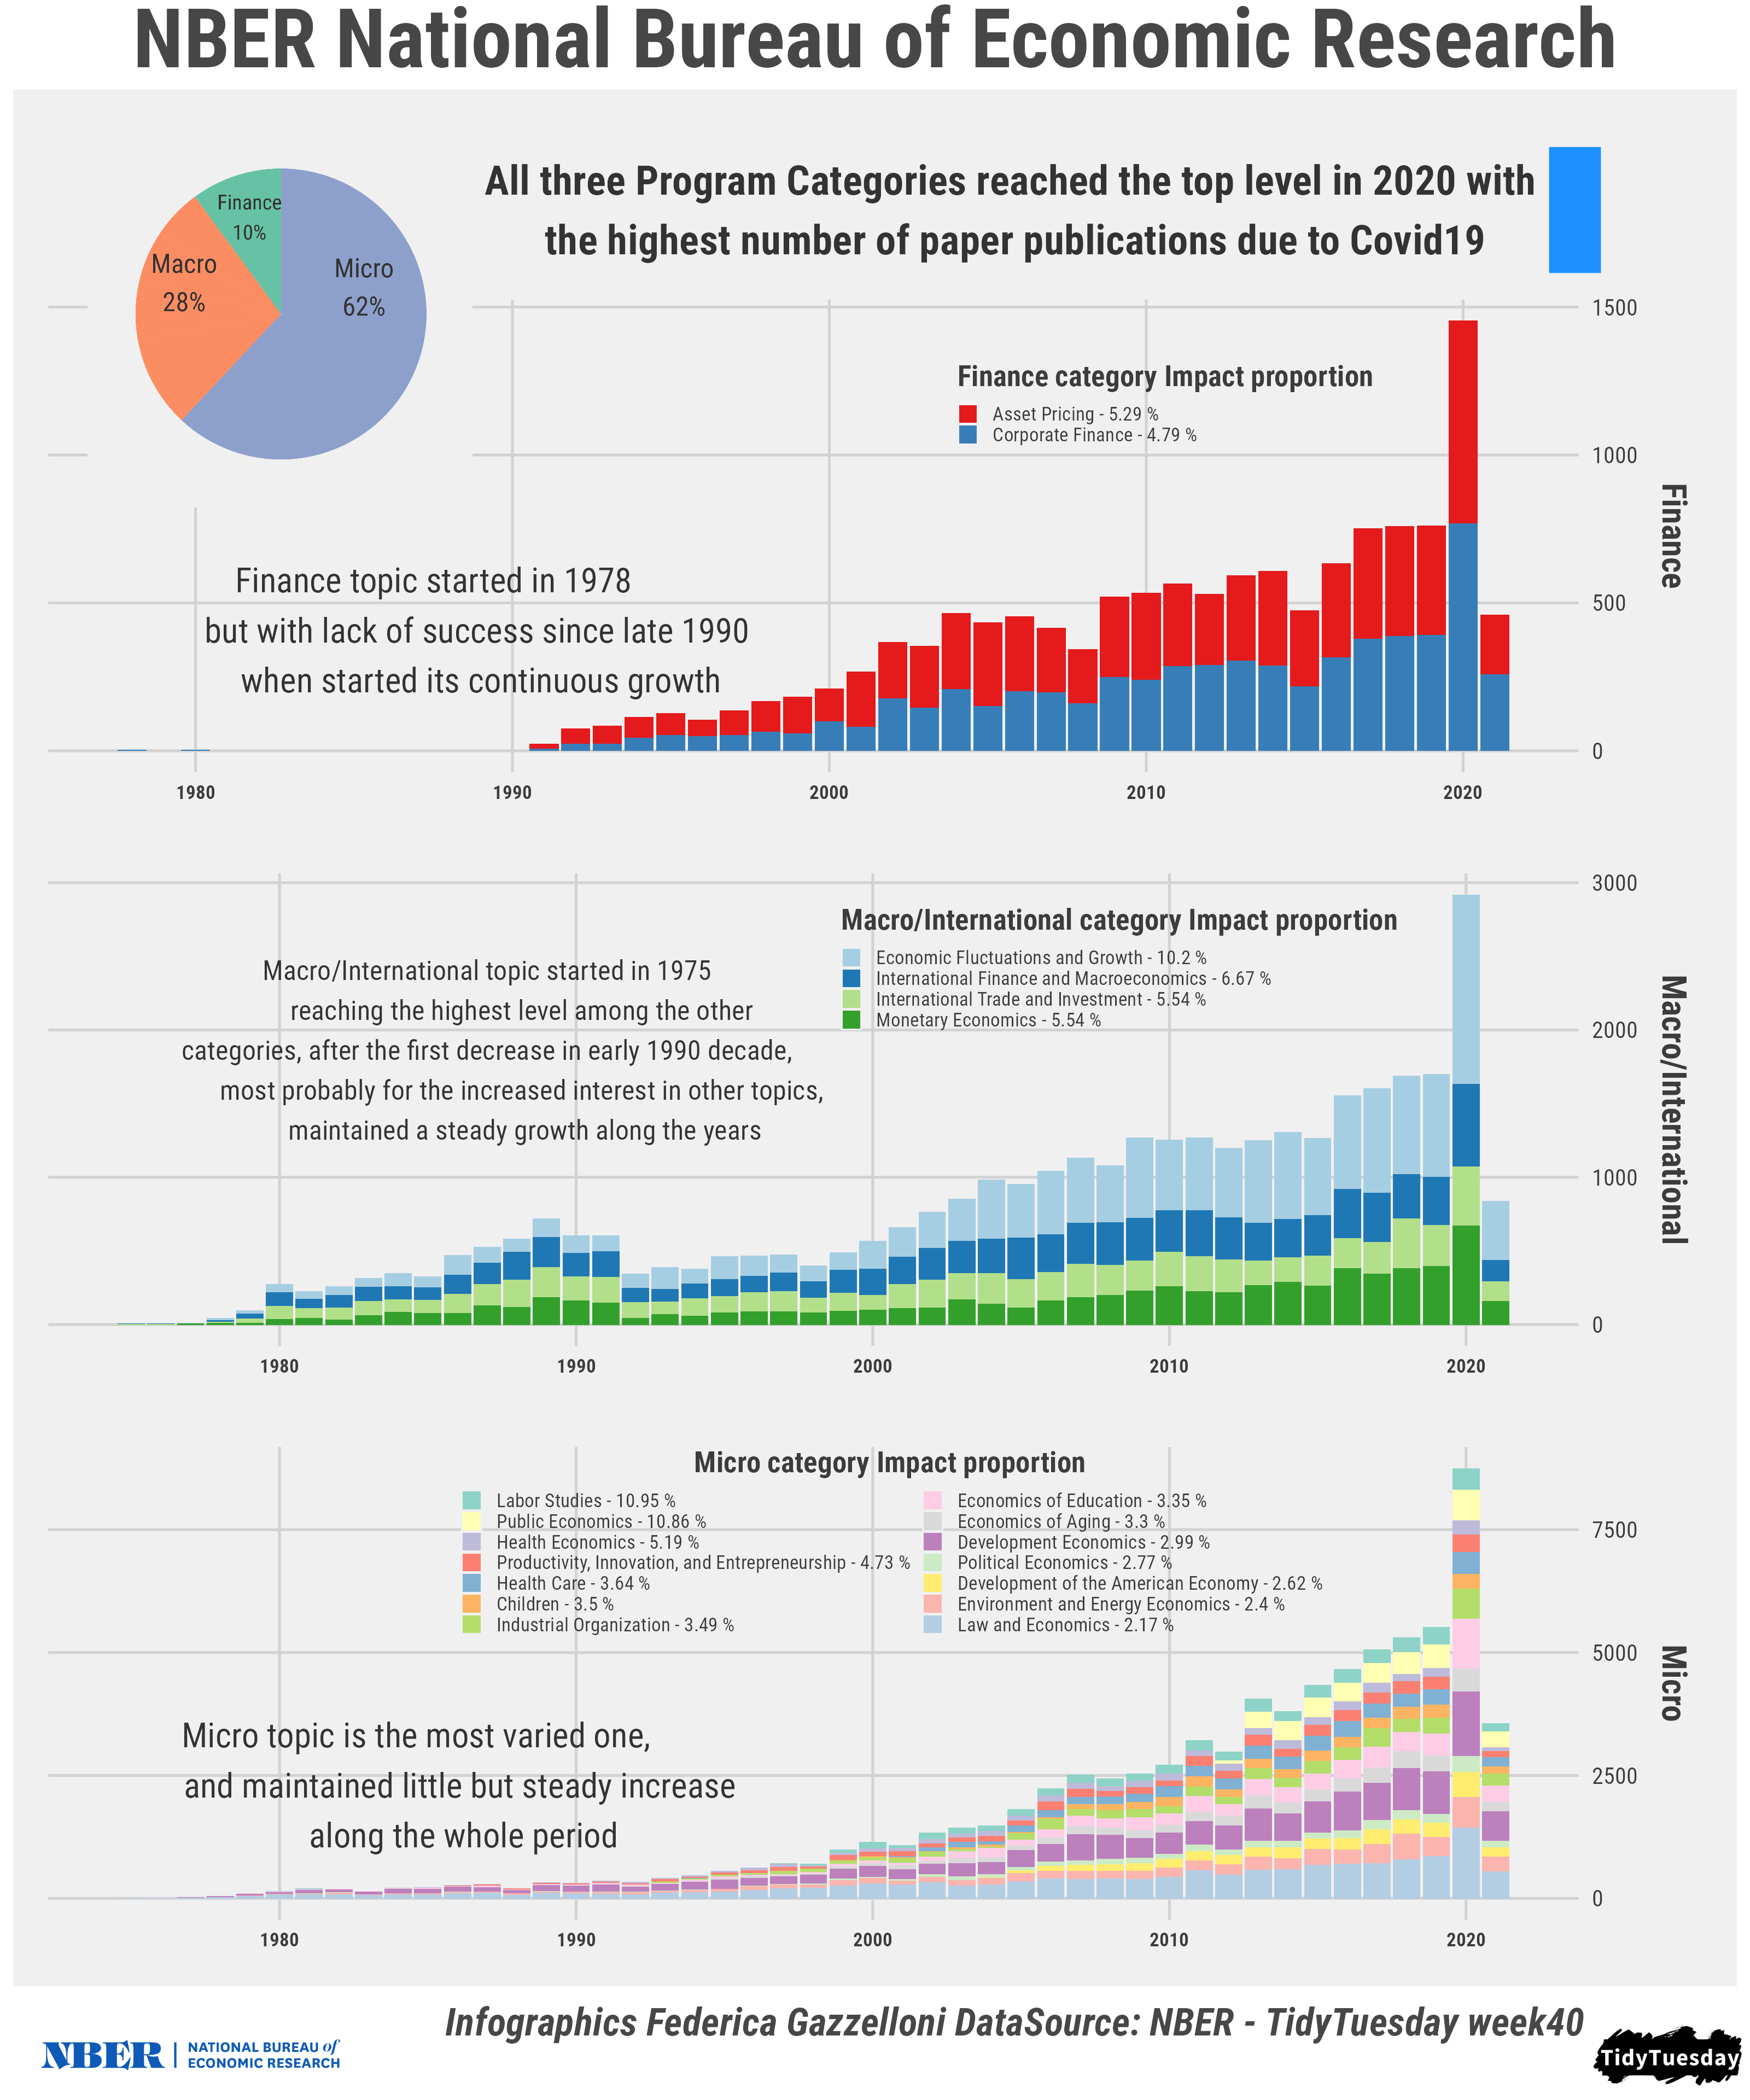 NBER National Bureau of Economic Research
All three Program Categories reached the top level in 2020 with
the highest number of paper publications due to Covid19
Finance
10%
Macro
28%
Micro
62%
Finance category Impact proportion
Asset Pricing - 5.29 %
Corporate Finance - 4.79 %
Finance topic started in 1978
but with lack of success since late 1990
when started its continuous growth
1500
1000
500
0
Finance
1980
1990
2000
2010
2020
Macro/International category Impact proportion
Economic Fluctuations and Growth - 10.2 %
International Finance and Macroeconomics - 6.67 %
International Trade and Investment - 5.54 %
Monetary Economics - 5.54 %
Macro/International topic started in 1975
reaching the highest level among the other
categories, after the first decrease in early 1990 decade,
most probably for the increased interest in other topics,
maintained a steady growth along the years
3000
2000
1000
0
Macro/International
1980
1990
2000
2010
2020
Micro category Impact proportion
Labor Studies - 10.95 %
Public Economics - 10.86 %
Health Economics - 5.19 %
Productivity, Innovation, and Entrepreneurship - 4.73 %
Health Care - 3.64 %
Children - 3.5 %
Industrial Organization - 3.49 %
Economics of Education - 3.35 %
Economics of Aging - 3.3 %
Development Economics - 2.99 %
Political Economics - 2.77 %
Development of the American Economy - 2.62 %
Environment and Energy Economics - 2.4 %
Law and Economics - 2.17 %
Micro topic is the most varied one,
and maintained little but steady increase
along the whole period
7500
5000
2500
0
Micro
1980
1990
2000
2010
2020
Infographics Federica Gazzelloni DataSource: NBER - TidyTuesday week40
NBER
NATIONAL BUREAU of
ECONOMIC RESEARCH
TidyTuesday